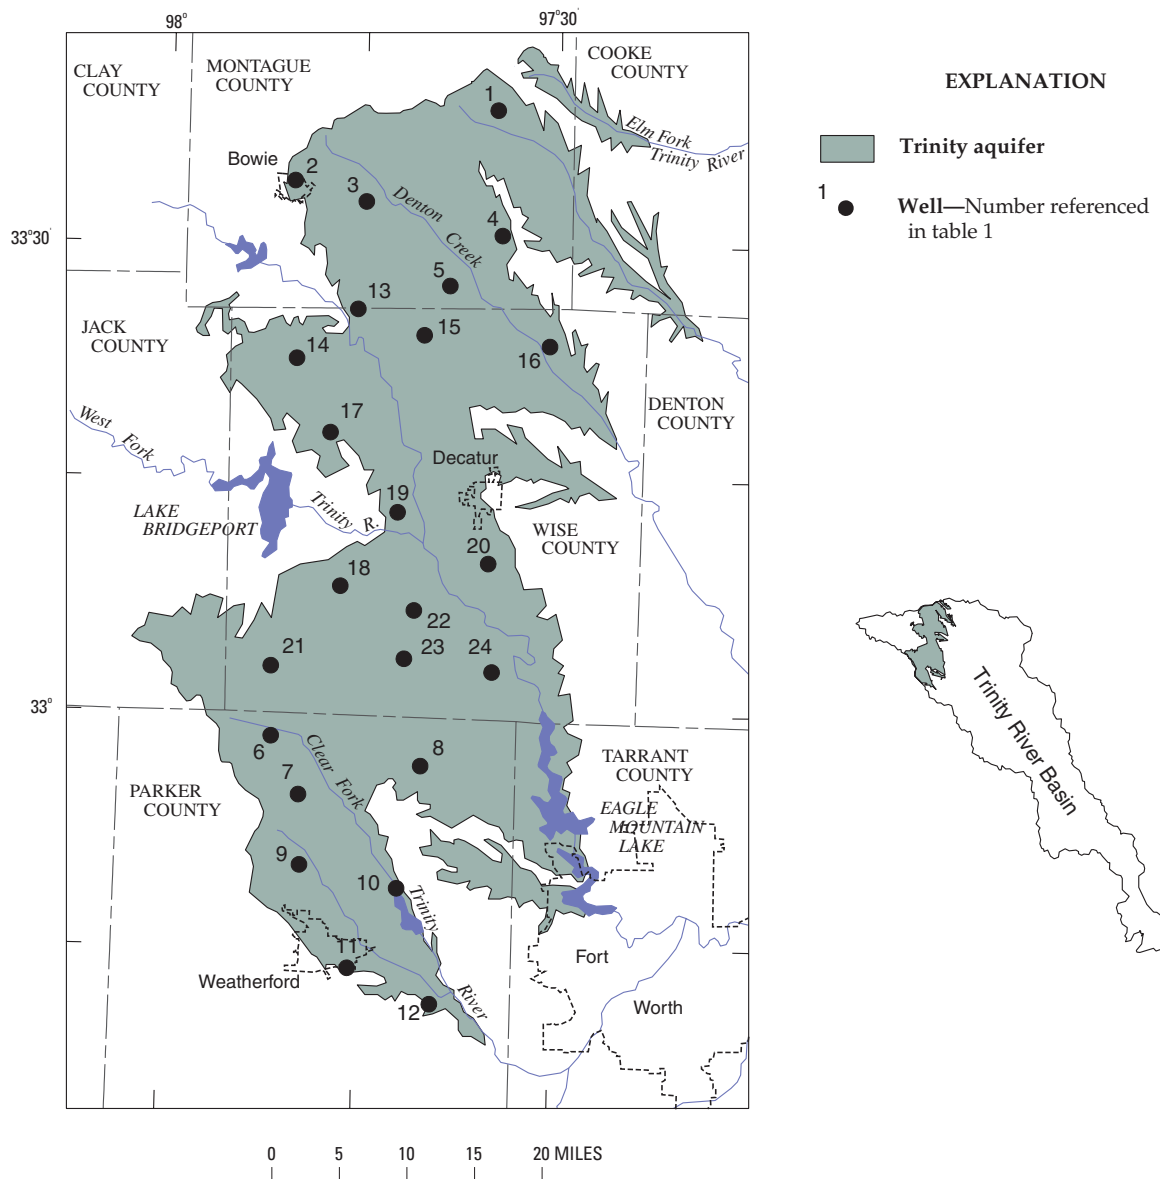 98°
97°30'
CLAY
COUNTY
MONTAGUE
COUNTY
COOKE
COUNTY
1
Elm Fork
Trinity River
Bowie
2
3
Denton
Creek
4
33°30'
5
13
JACK
COUNTY
14
15
16
DENTON
COUNTY
West Fork
17
Decatur
LAKE
BRIDGEPORT
Trinity R.
19
WISE
COUNTY
20
18
22
21
23
24
33°
6
Clear Fork
8
TARRANT
COUNTY
7
PARKER
COUNTY
EAGLE
MOUNTAIN
LAKE
9
10
Trinity
River
11
Weatherford
12
Fort
Worth
0 5 10 15 20 MILES
EXPLANATION
Trinity aquifer
1
Well—Number referenced
in table 1
Trinity River Basin